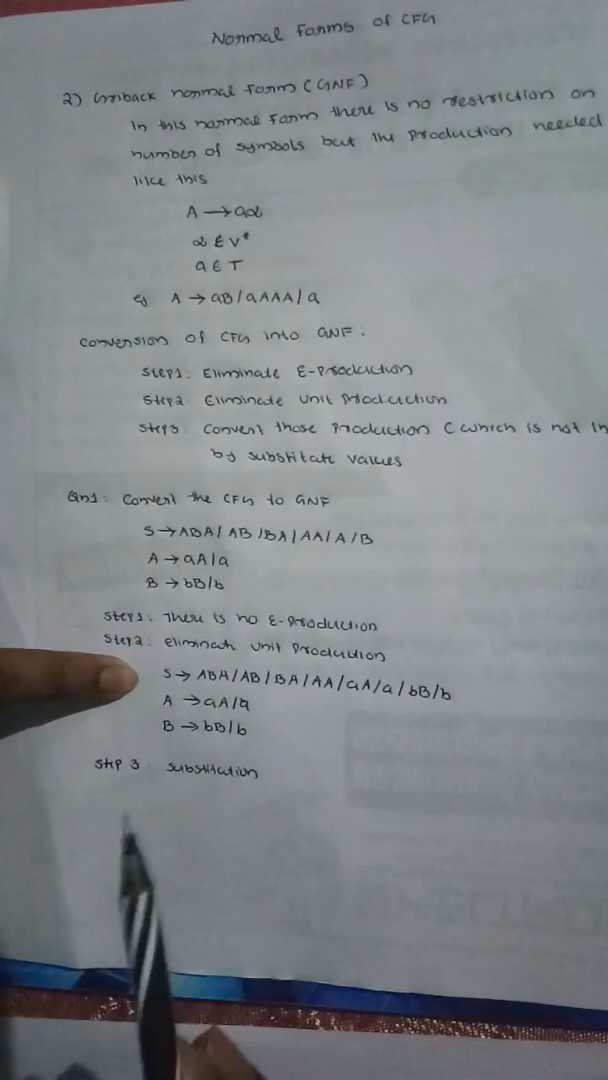 Normal Forms of CFG
2) Griback normal Form (GNF)
In this normal Form there is no restriction on
number of symbols but the Production needed
like this
A → aα
α ∈ V*
a ∈ T
eg A → aB/aAAA/a
Conversion of CFG into GNF.
Step1: Eliminate ε-Production
Step2: Eliminate Unit Production
Step3 Convert those Production ( which is not in
by substitute values
Qn1: Convert the CFG to GNF
S → ABA/ AB /BA/ AA/ A /B
A → aA/a
B → bB/b
Step1: There is no ε-Production
Step2: eliminate Unit Production
S → ABA/AB/BA/AA/aA/a/bB/b
A → aA/a
B → bB/b
Step 3 substitution